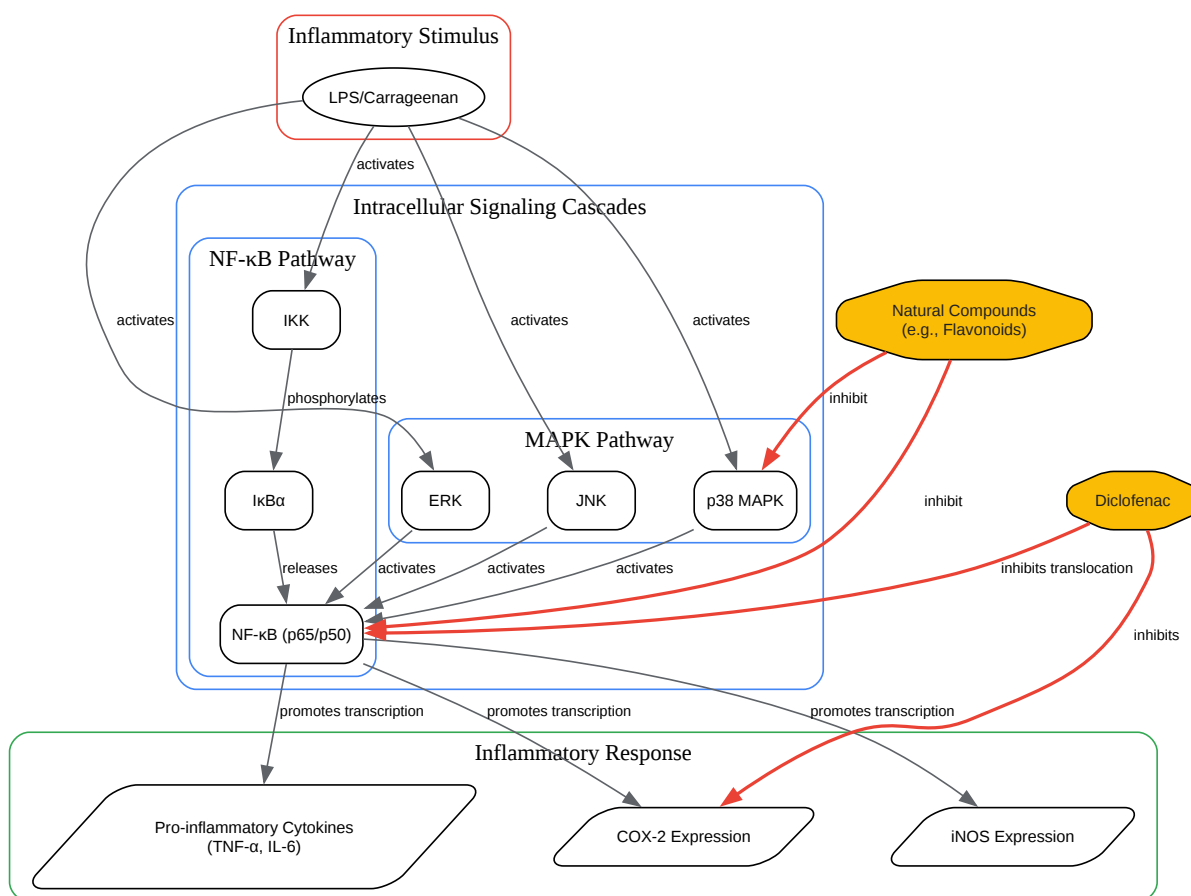 Inflammatory Stimulus
LPS/Carrageenan
activates
Intracellular Signaling Cascades
NF-κB Pathway
IKK
activates
activates
activates
Natural Compounds
(e.g., Flavonoids)
phosphorylates
inhibit
MAPK Pathway
IκBα
ERK
JNK
p38 MAPK
inhibit
Diclofenac
releases
activates
activates
activates
inhibits translocation
NF-κB (p65/p50)
inhibits
promotes transcription
promotes transcription
promotes transcription
Inflammatory Response
Pro-inflammatory Cytokines
(TNF-α, IL-6)
COX-2 Expression
iNOS Expression